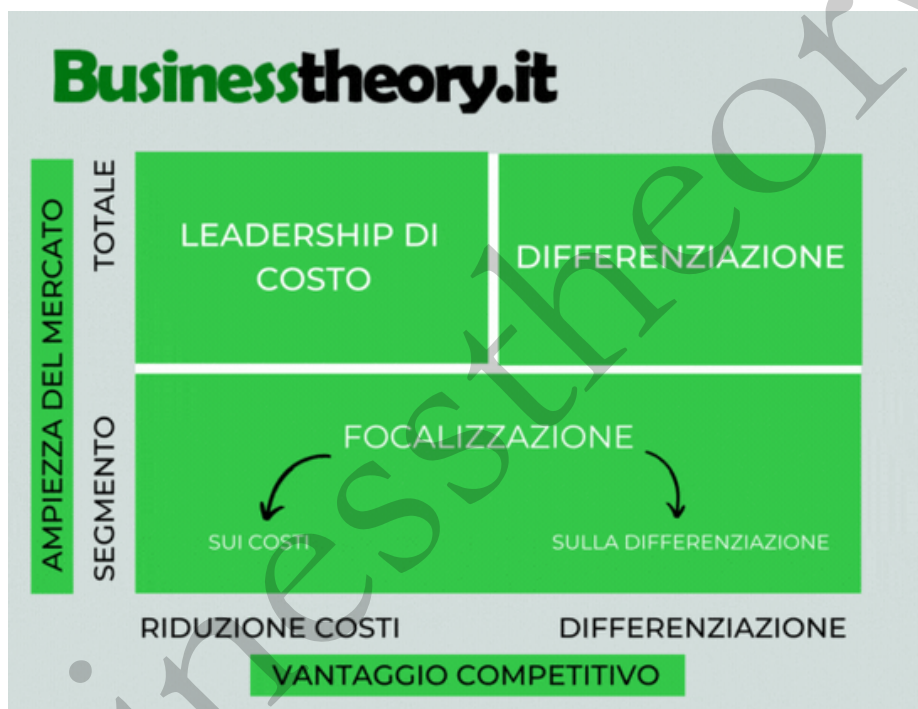 Businesstheory.it
AMPIEZZA DEL MERCATO
TOTALE
LEADERSHIP DI
COSTO
DIFFERENZIAZIONE
SEGMENTO
FOCALIZZAZIONE
SUI COSTI
SULLA DIFFERENZIAZIONE
RIDUZIONE COSTI
DIFFERENZIAZIONE
VANTAGGIO COMPETITIVO
inesstheor